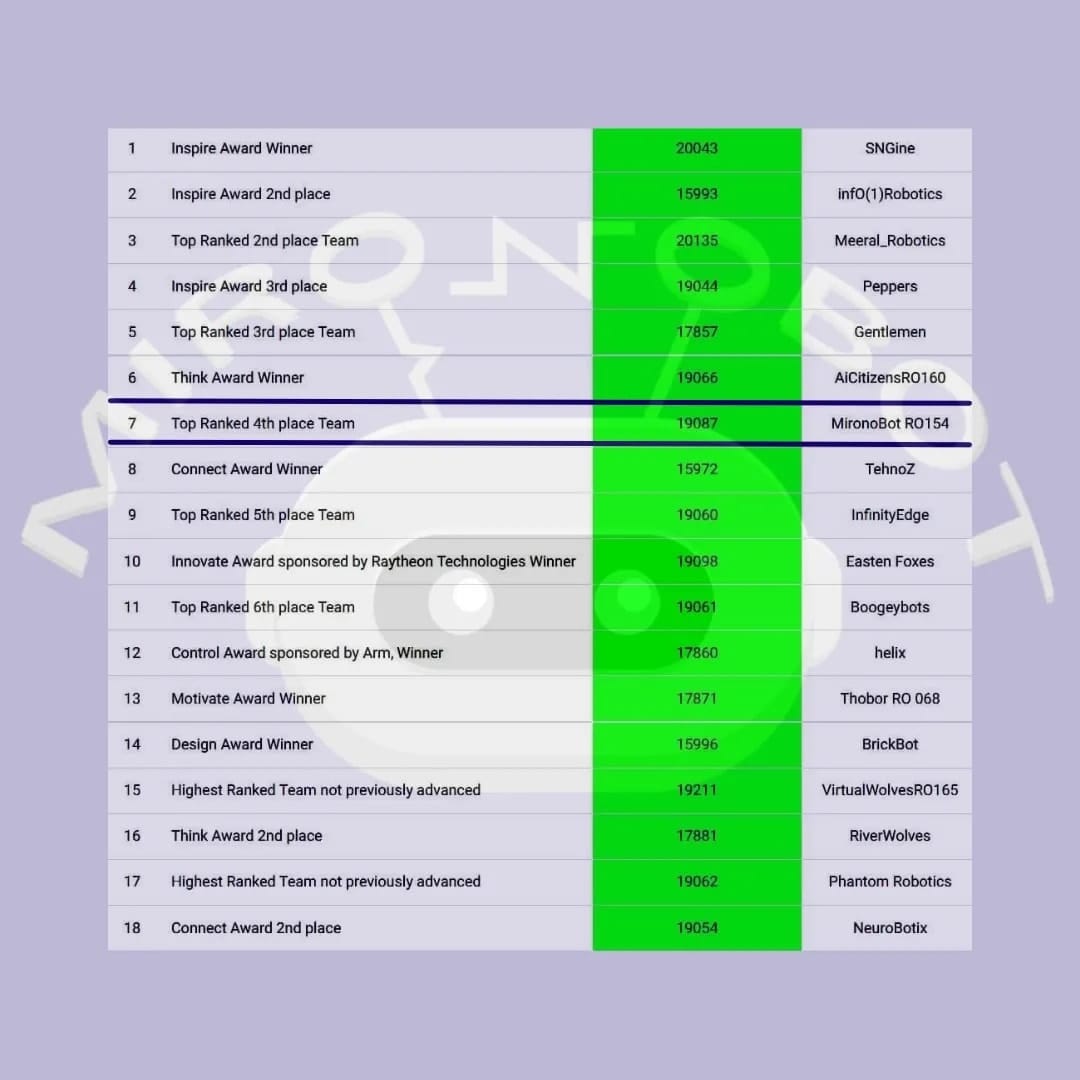 MIRONOBOT
1 Inspire Award Winner 20043 SNGine
2 Inspire Award 2nd place 15993 infO(1)Robotics
3 Top Ranked 2nd place Team 20135 Meeral_Robotics
4 Inspire Award 3rd place 19044 Peppers
5 Top Ranked 3rd place Team 17857 Gentlemen
6 Think Award Winner 19066 AiCitizensRO160
7 Top Ranked 4th place Team 19087 MironoBot RO154
8 Connect Award Winner 15972 TehnoZ
9 Top Ranked 5th place Team 19060 InfinityEdge
10 Innovate Award sponsored by Raytheon Technologies Winner 19098 Easten Foxes
11 Top Ranked 6th place Team 19061 Boogeybots
12 Control Award sponsored by Arm, Winner 17860 helix
13 Motivate Award Winner 17871 Thobor RO 068
14 Design Award Winner 15996 BrickBot
15 Highest Ranked Team not previously advanced 19211 VirtualWolvesRO165
16 Think Award 2nd place 17881 RiverWolves
17 Highest Ranked Team not previously advanced 19062 Phantom Robotics
18 Connect Award 2nd place 19054 NeuroBotix